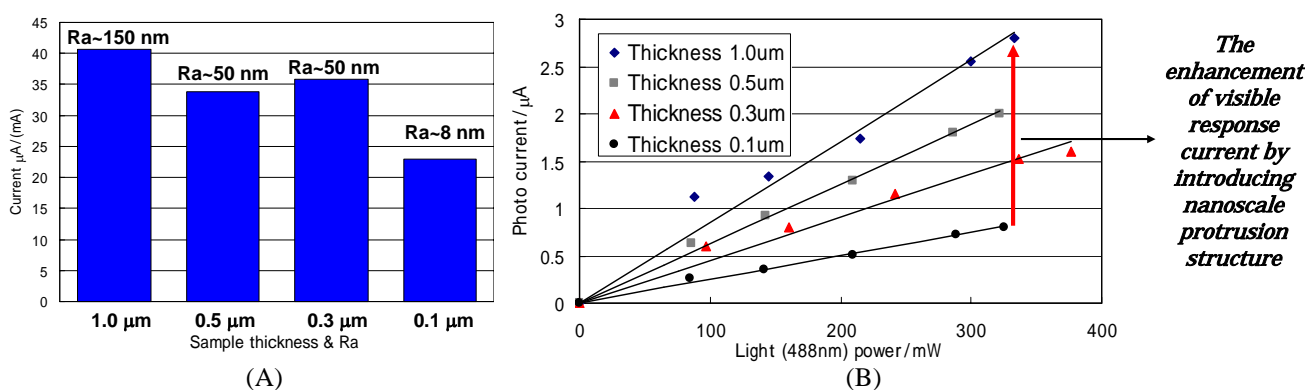 45
40
35
30
25
20
15
10
5
0
Current µA/(mA)
Ra~150 nm
Ra~50 nm
Ra~50 nm
Ra~8 nm
1.0 µm 0.5 µm 0.3 µm 0.1 µm
Sample thickness & Ra
(A)
3
2.5
2
1.5
1
0.5
0
Photo current /µA
Thickness 1.0um
Thickness 0.5um
Thickness 0.3um
Thickness 0.1um
0 100 200 300 400
Light (488nm) power/mW
(B)
The
enhancement
of visible
response
current by
introducing
nanoscale
protrusion
structure